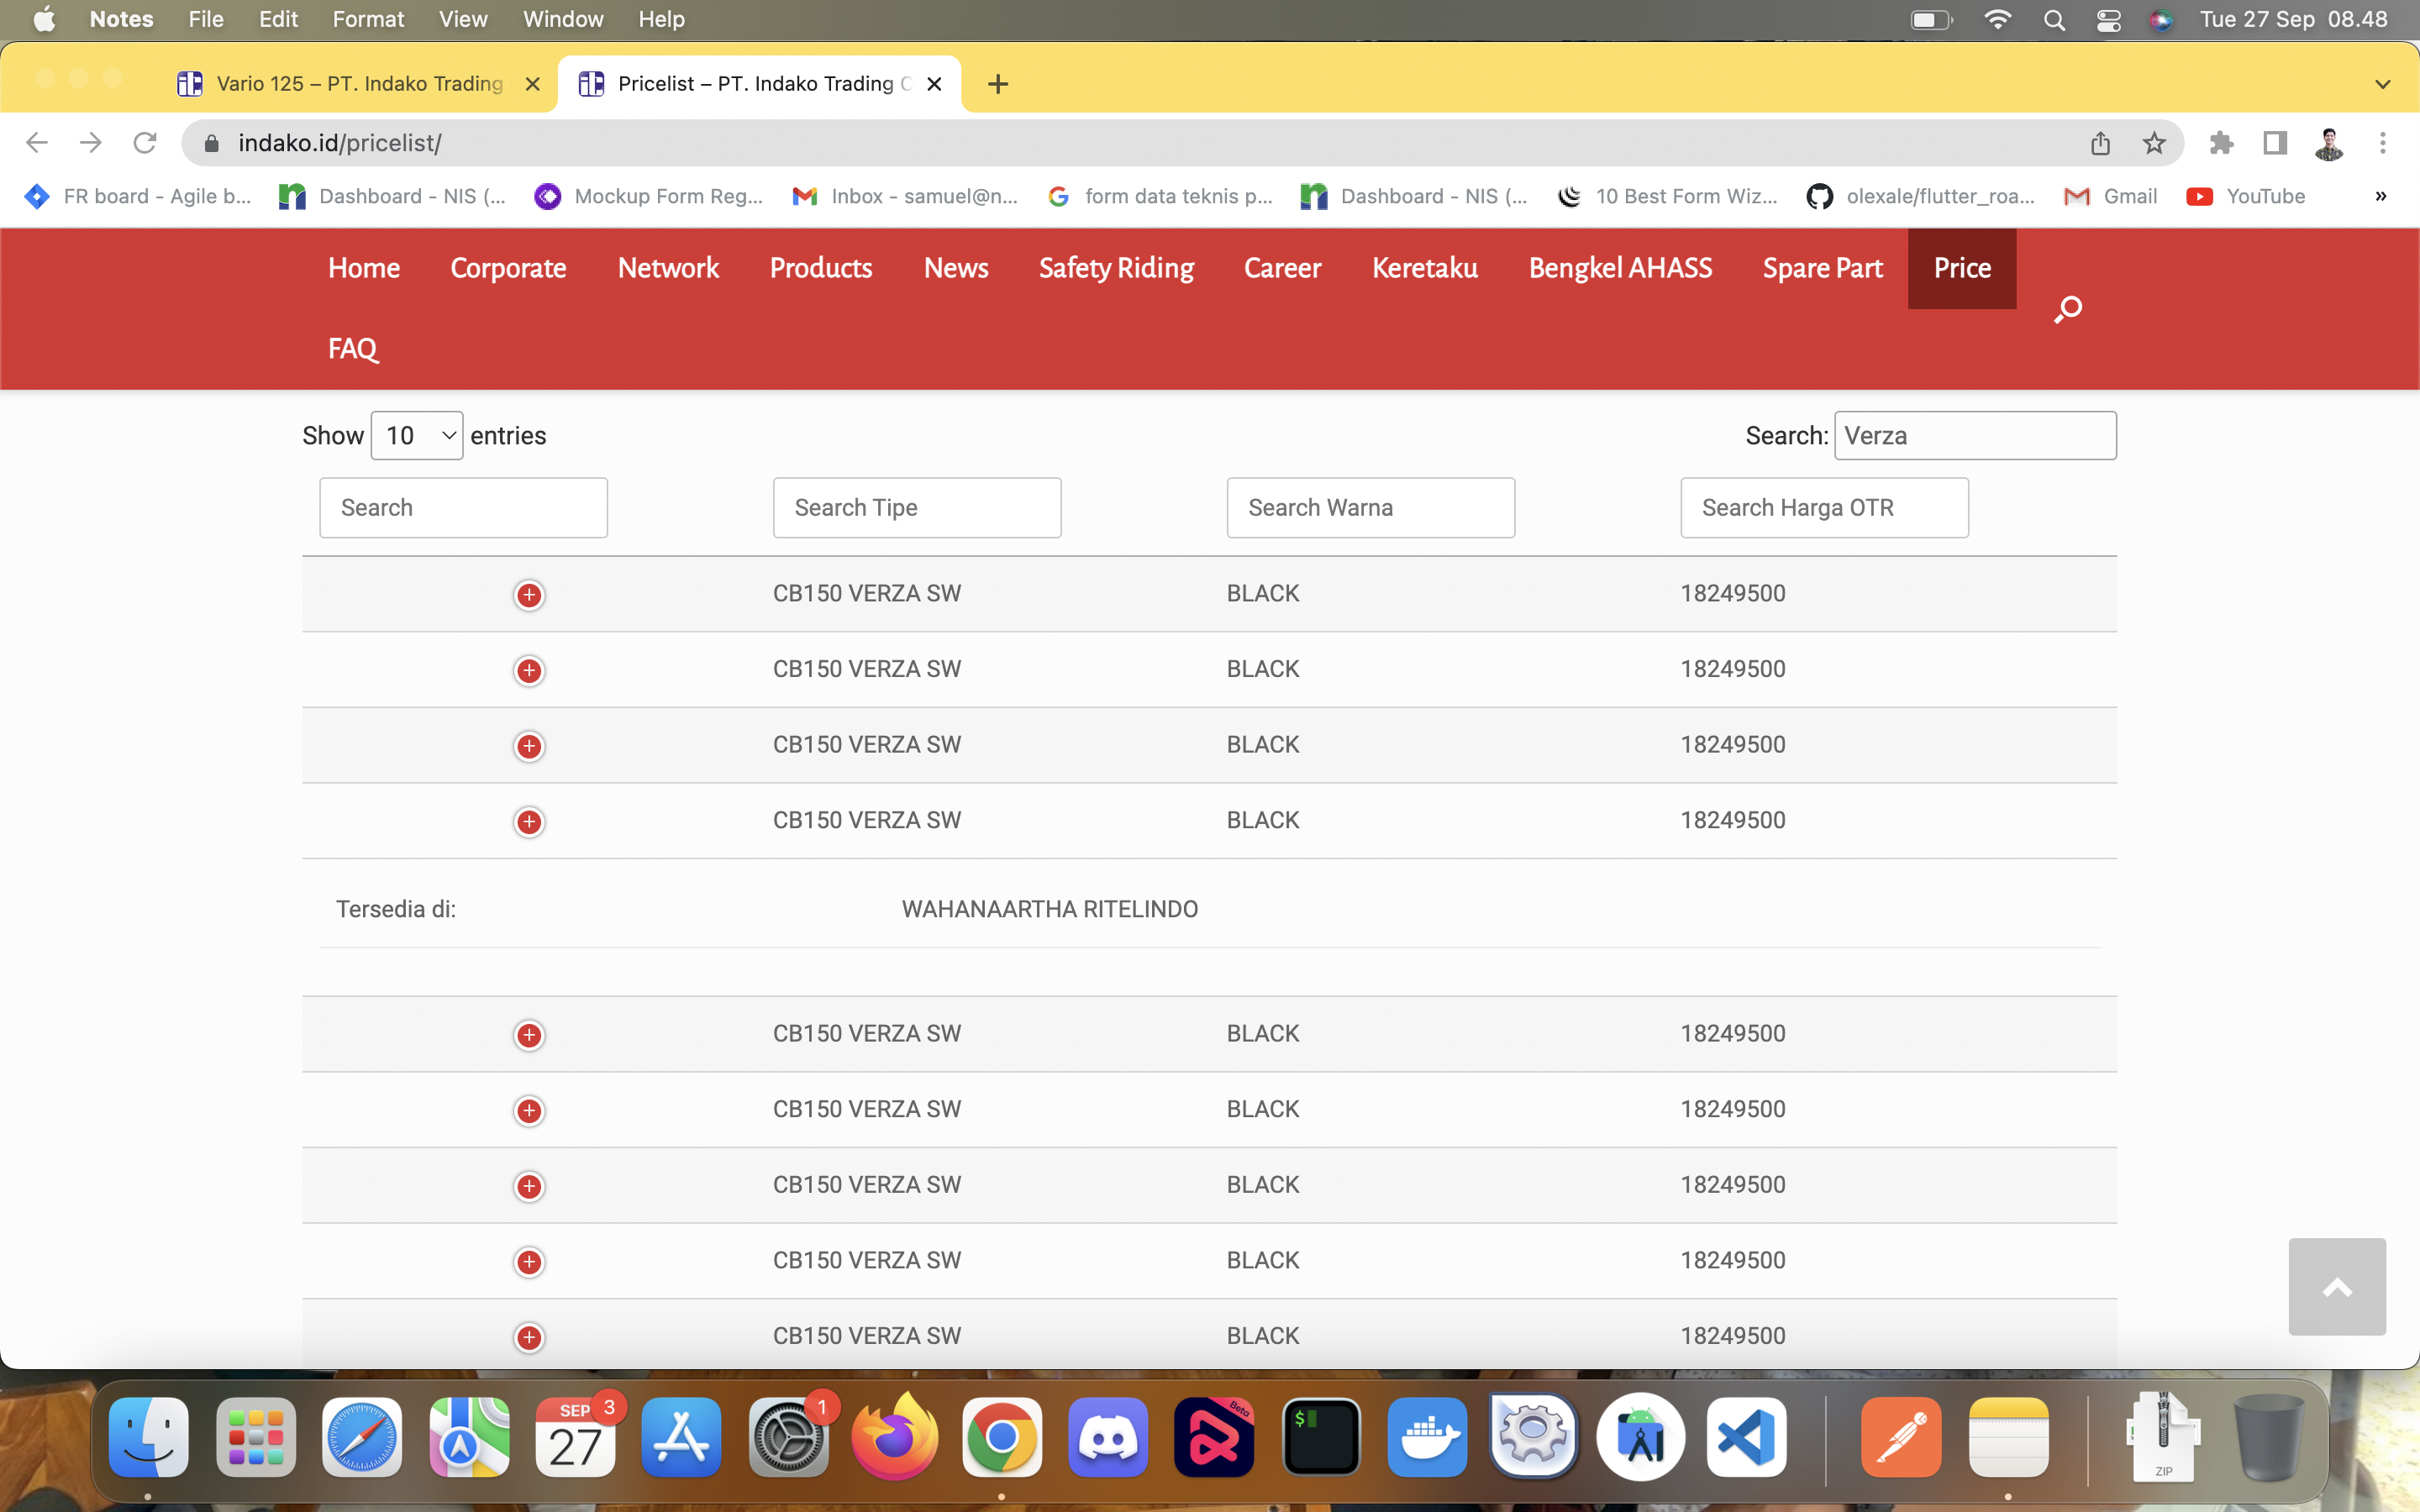 Notes File Edit Format View Window Help Tue 27 Sep 08.48
Vario 125 – PT. Indako Trading Pricelist – PT. Indako Trading C
indako.id/pricelist/
FR board - Agile b... Dashboard - NIS (... Mockup Form Reg... Inbox - samuel@n... form data teknis p... Dashboard - NIS (... 10 Best Form Wiz... olexale/flutter_roa... Gmail YouTube »
Home Corporate Network Products News Safety Riding Career Keretaku Bengkel AHASS Spare Part Price
FAQ
Show 10 entries Search: Verza
Search Search Tipe Search Warna Search Harga OTR
CB150 VERZA SW BLACK 18249500
CB150 VERZA SW BLACK 18249500
CB150 VERZA SW BLACK 18249500
CB150 VERZA SW BLACK 18249500
Tersedia di: WAHANAARTHA RITELINDO
CB150 VERZA SW BLACK 18249500
CB150 VERZA SW BLACK 18249500
CB150 VERZA SW BLACK 18249500
CB150 VERZA SW BLACK 18249500
CB150 VERZA SW BLACK 18249500
SEP 3 1 Beta
27 $
ZIP